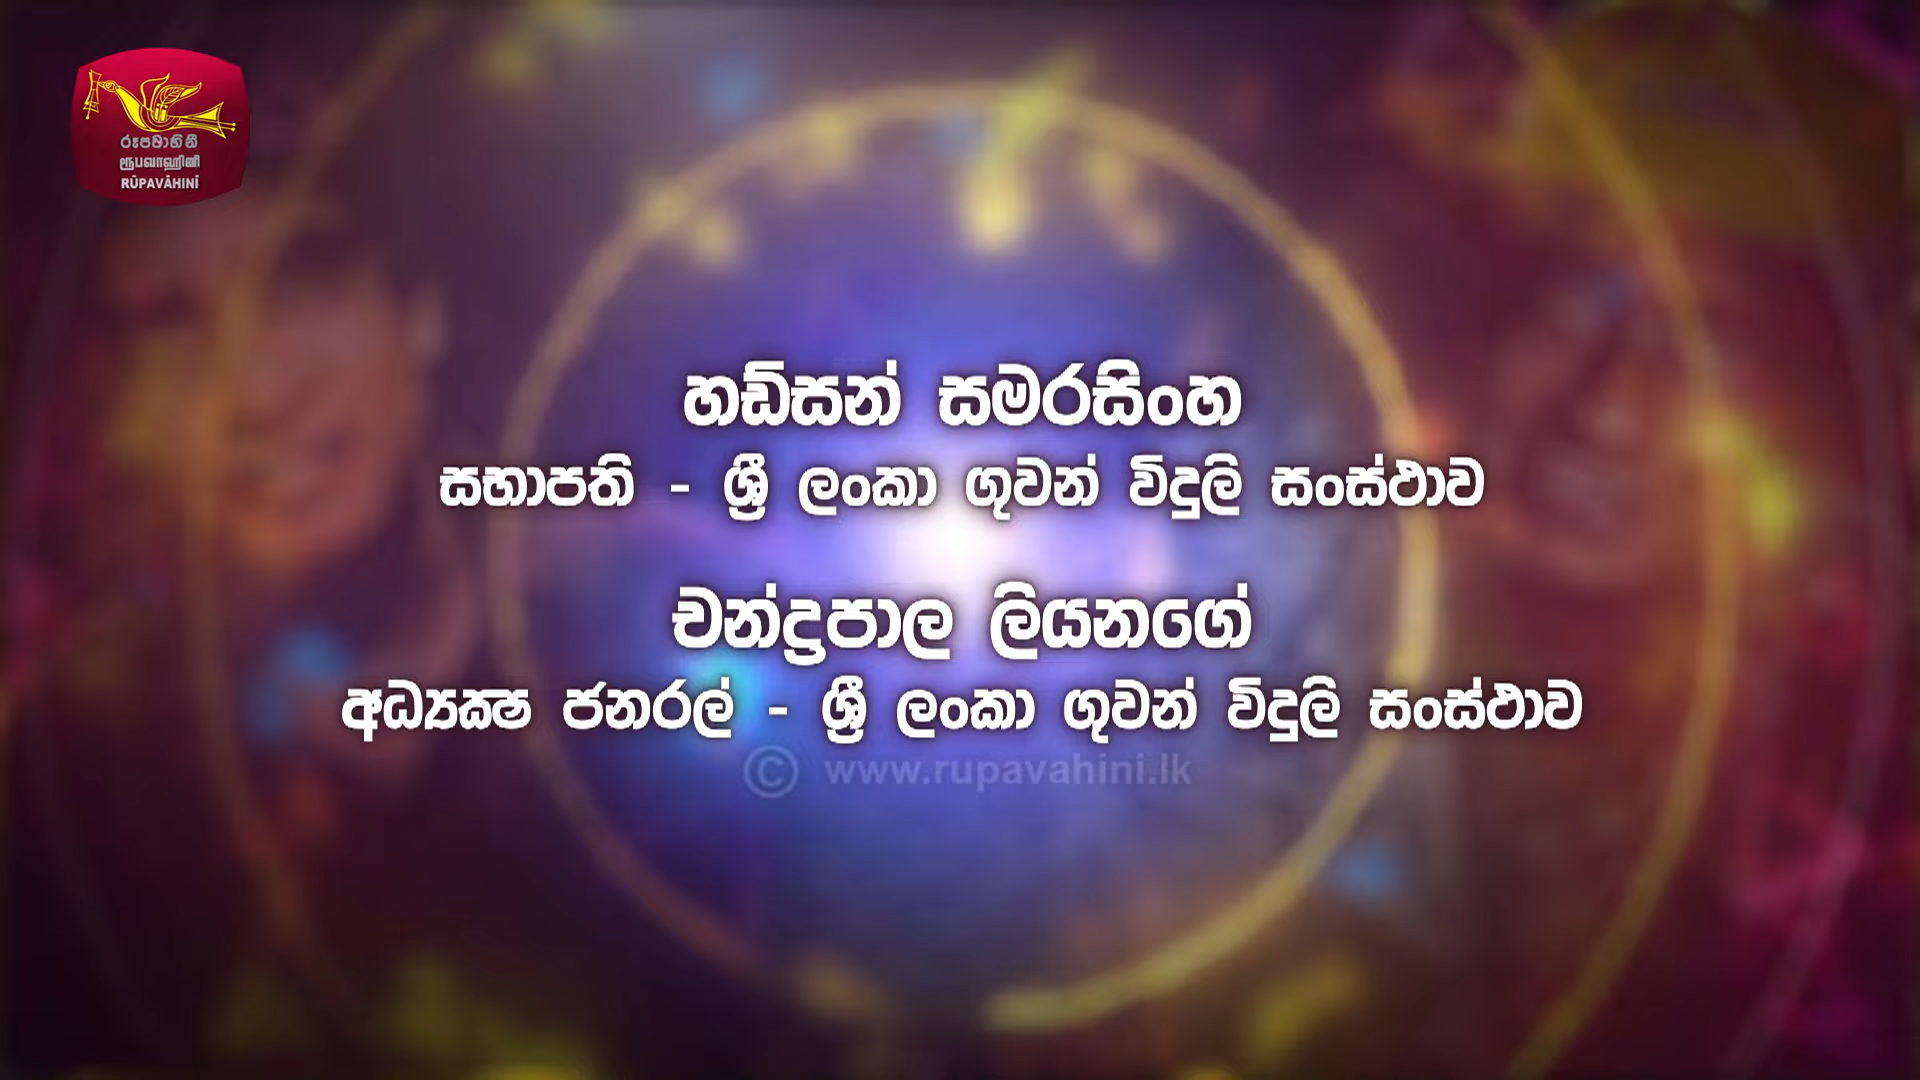 රූපවාහිනී
ரூபவாஹினி
RŪPAVĀHINĪ
හඩ්සන් සමරසිංහ
සභාපති - ශ්‍රී ලංකා ගුවන් විදුලි සංස්ථාව
චන්ද්‍රපාල ලියනගේ
අධ්‍යක්ෂ ජනරල් - ශ්‍රී ලංකා ගුවන් විදුලි සංස්ථාව
© www.rupavahini.lk